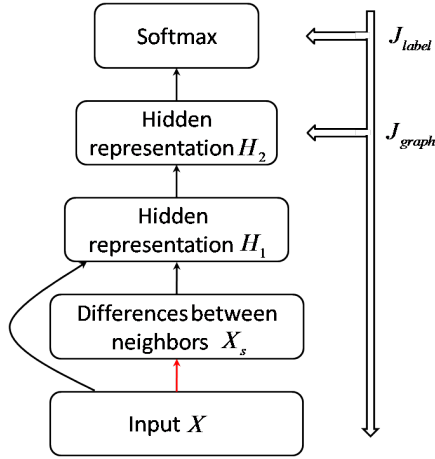 Softmax
J_label
Hidden
representation H_2
J_graph
Hidden
representation H_1
Differences between
neighbors X_s
Input X